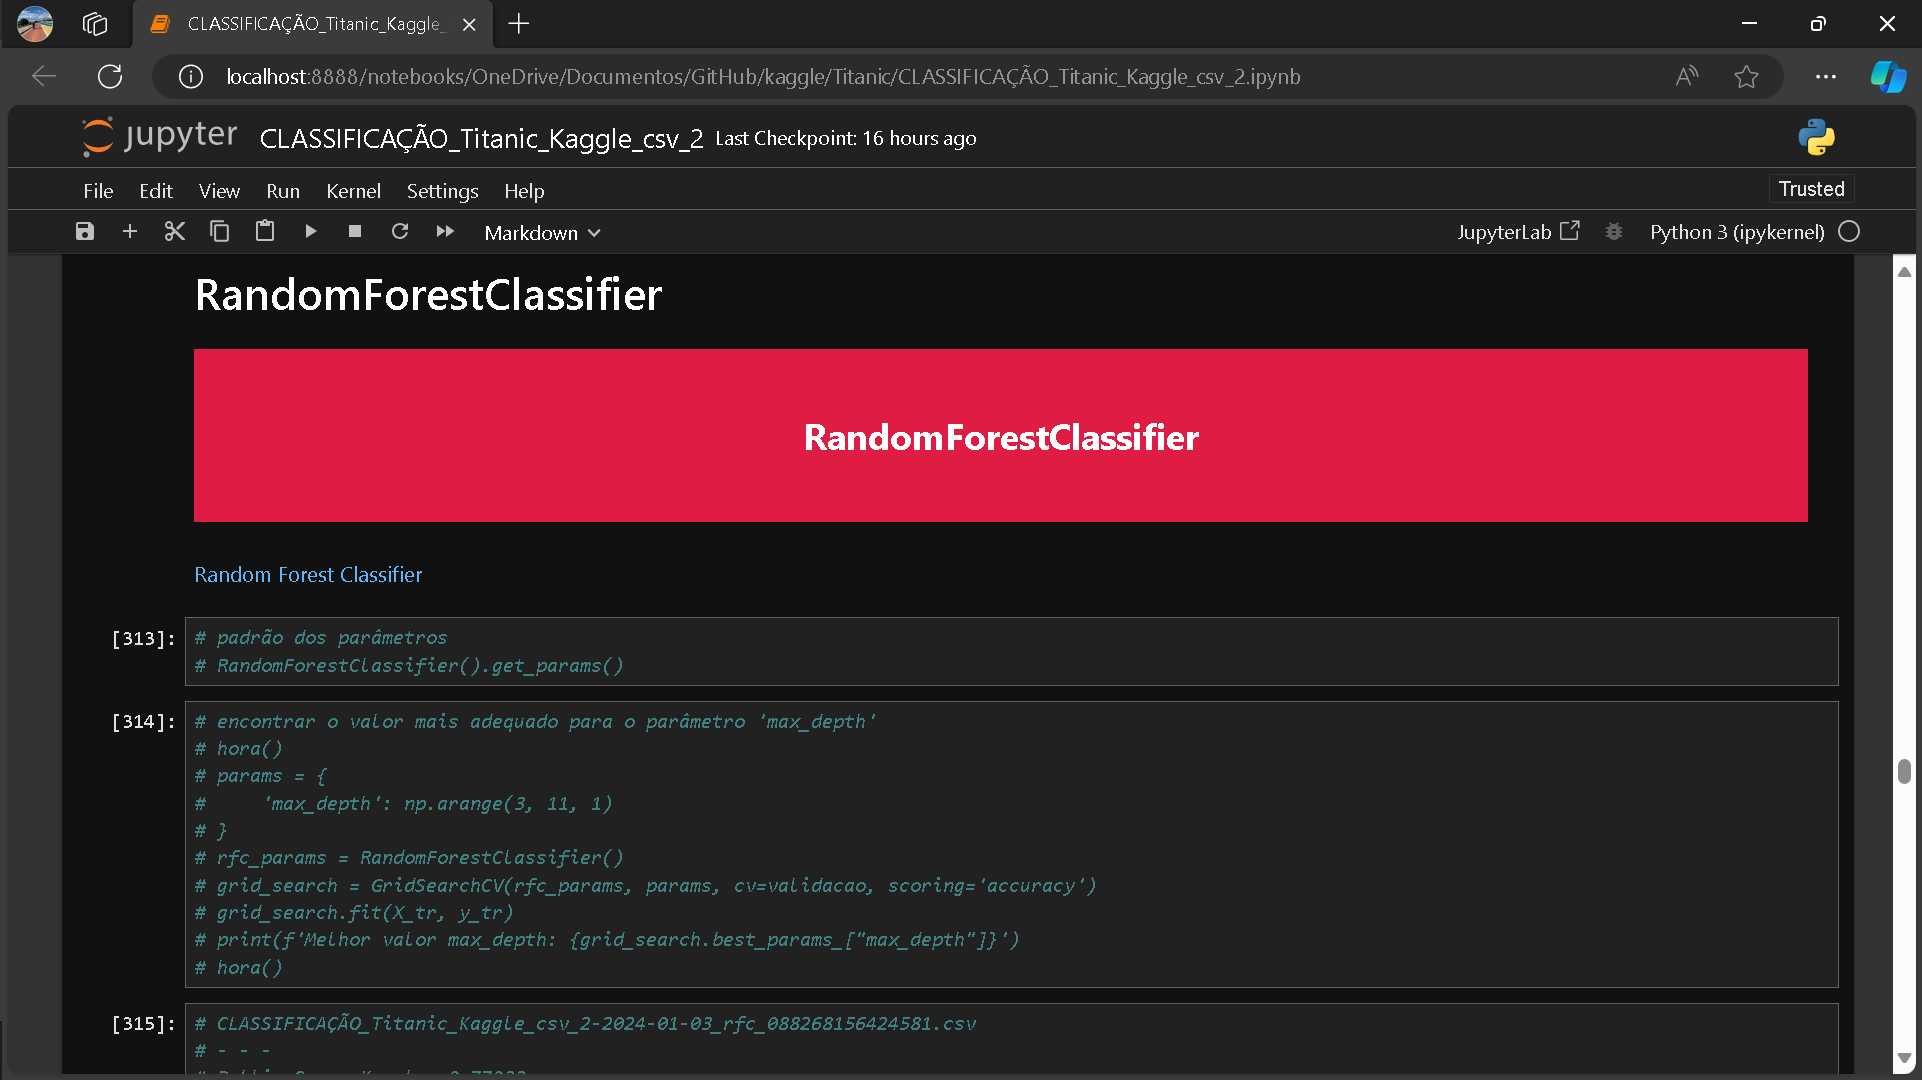 CLASSIFICAÇÃO_Titanic_Kaggle_
localhost:8888/notebooks/OneDrive/Documentos/GitHub/kaggle/Titanic/CLASSIFICAÇÃO_Titanic_Kaggle_csv_2.ipynb
jupyter CLASSIFICAÇÃO_Titanic_Kaggle_csv_2 Last Checkpoint: 16 hours ago
File Edit View Run Kernel Settings Help Trusted
Markdown JupyterLab Python 3 (ipykernel)
RandomForestClassifier
RandomForestClassifier
Random Forest Classifier
[313]: # padrão dos parâmetros
# RandomForestClassifier().get_params()
[314]: # encontrar o valor mais adequado para o parâmetro 'max_depth'
# hora()
# params = {
#     'max_depth': np.arange(3, 11, 1)
# }
# rfc_params = RandomForestClassifier()
# grid_search = GridSearchCV(rfc_params, params, cv=validacao, scoring='accuracy')
# grid_search.fit(X_tr, y_tr)
# print(f'Melhor valor max_depth: {grid_search.best_params_["max_depth"]}')
# hora()
[315]: # CLASSIFICAÇÃO_Titanic_Kaggle_csv_2-2024-01-03_rfc_088268156424581.csv
# - - -